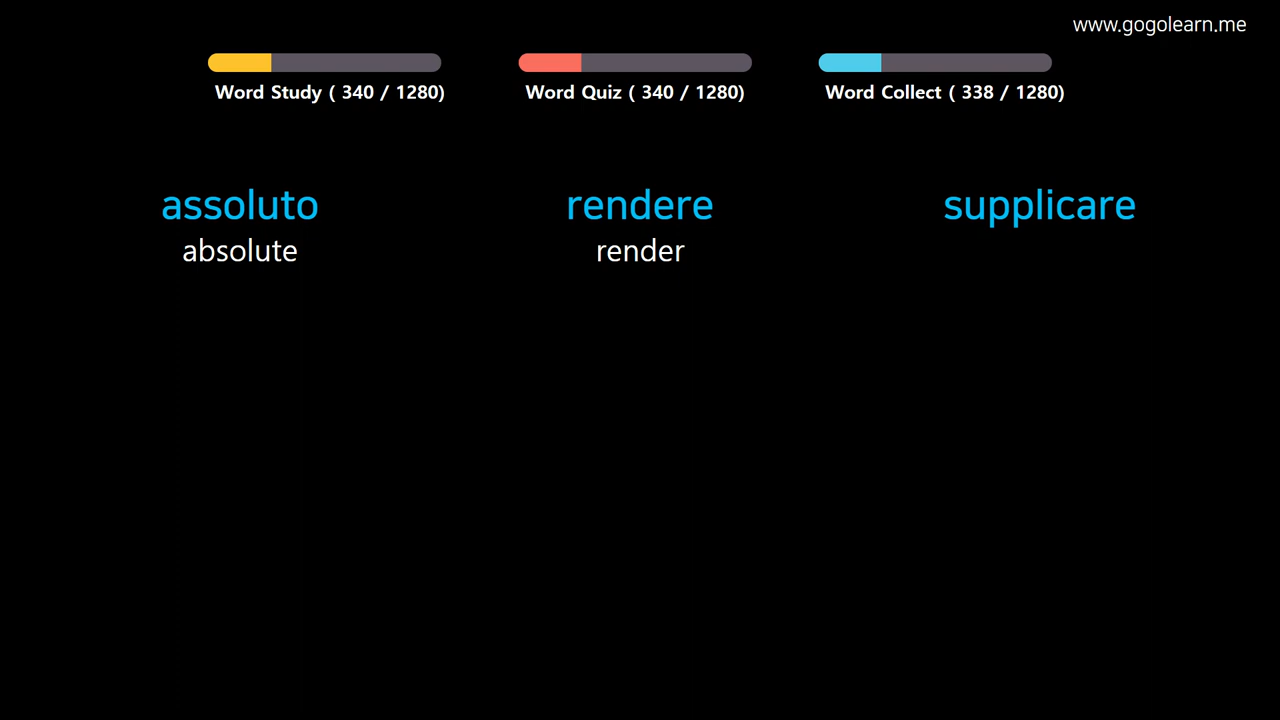 www.gogolearn.me
Word Study ( 340 / 1280)
Word Quiz ( 340 / 1280)
Word Collect ( 338 / 1280)
assoluto
absolute
rendere
render
supplicare